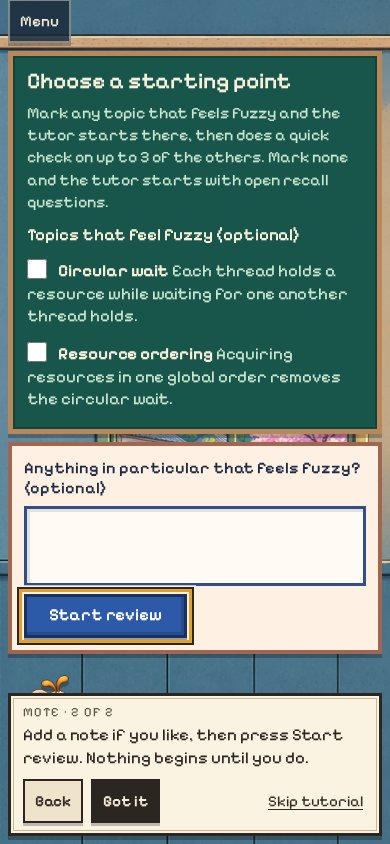 Menu
Choose a starting point
Mark any topic that feels fuzzy and the
tutor starts there, then does a quick
check on up to 3 of the others. Mark none
and the tutor starts with open recall
questions.
Topics that feel fuzzy (optional)
Circular wait Each thread holds a
resource while waiting for one another
thread holds.
Resource ordering Acquiring
resources in one global order removes
the circular wait.
Anything in particular that feels fuzzy?
(optional)
Start review
MOTE · 2 OF 2
Add a note if you like, then press Start
review. Nothing begins until you do.
Back
Got it
Skip tutorial